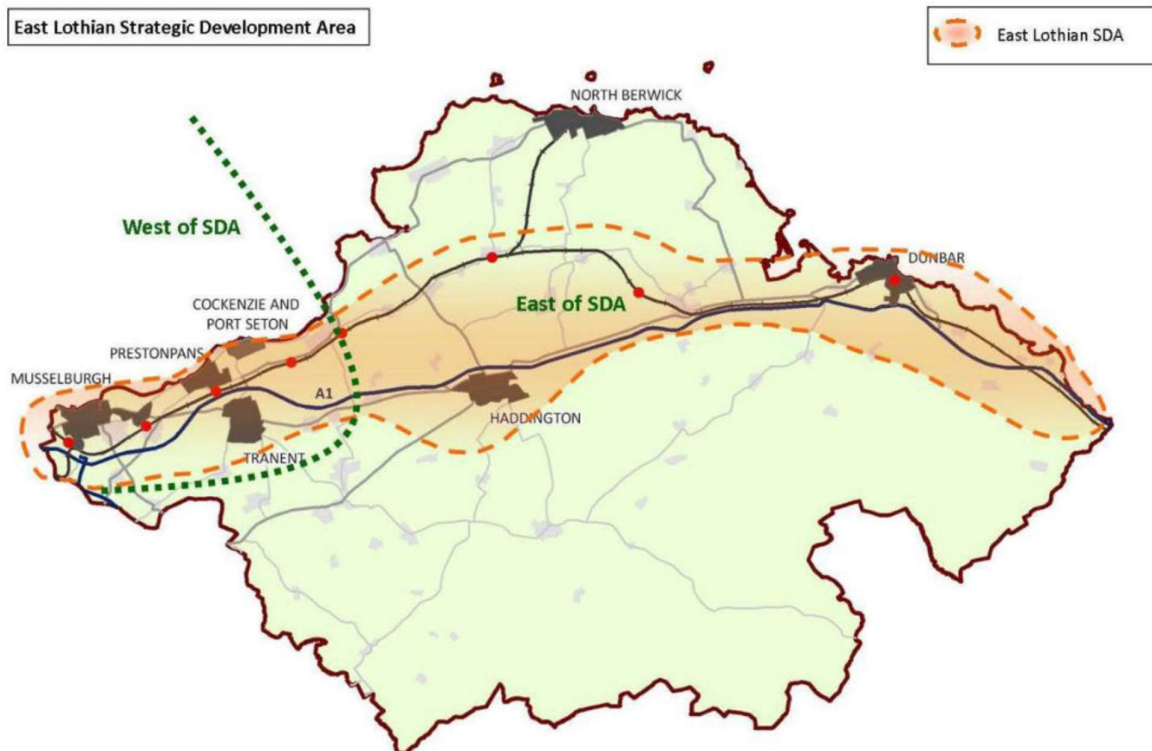 East Lothian Strategic Development Area
East Lothian SDA
NORTH BERWICK
West of SDA
DUNBAR
COCKENZIE AND
PORT SETON
East of SDA
PRESTONPANS
MUSSELBURGH
A1
HADDINGTON
TRANENT